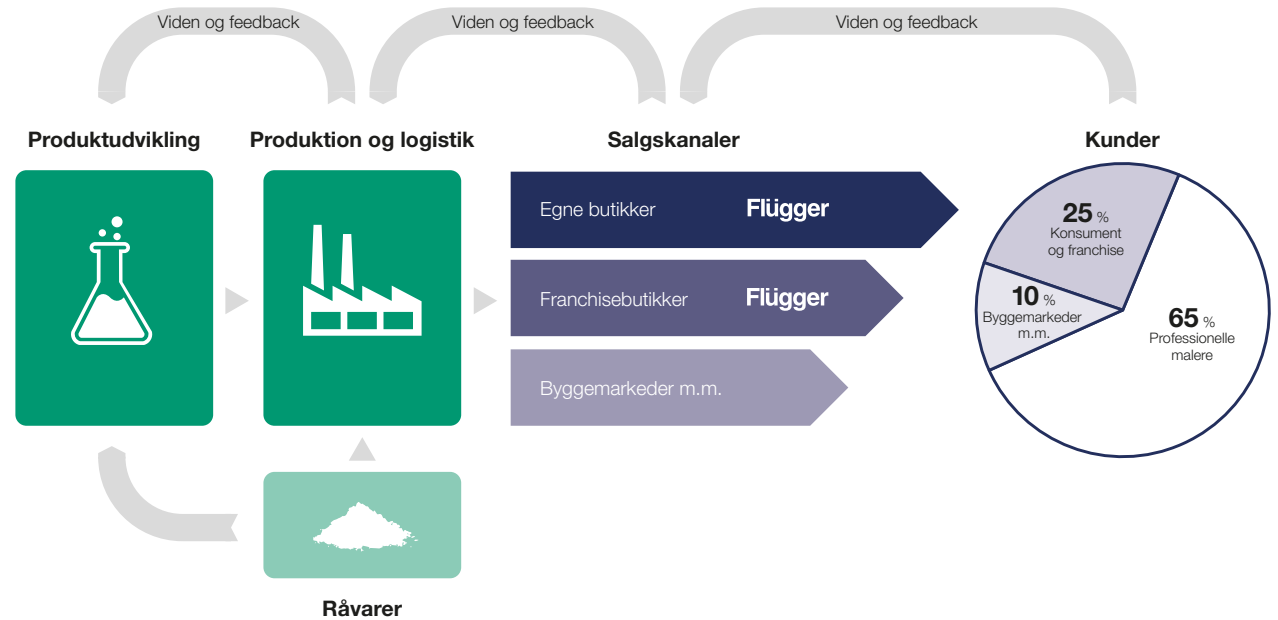 Viden og feedback
Viden og feedback
Viden og feedback
Produktudvikling
Produktion og logistik
Salgskanaler
Kunder
Egne butikker
Flügger
Franchisebutikker
Flügger
Byggemarkeder m.m.
25 %
Konsument
og franchise
10 %
Byggemarkeder
m.m.
65 %
Professionelle
malere
Råvarer